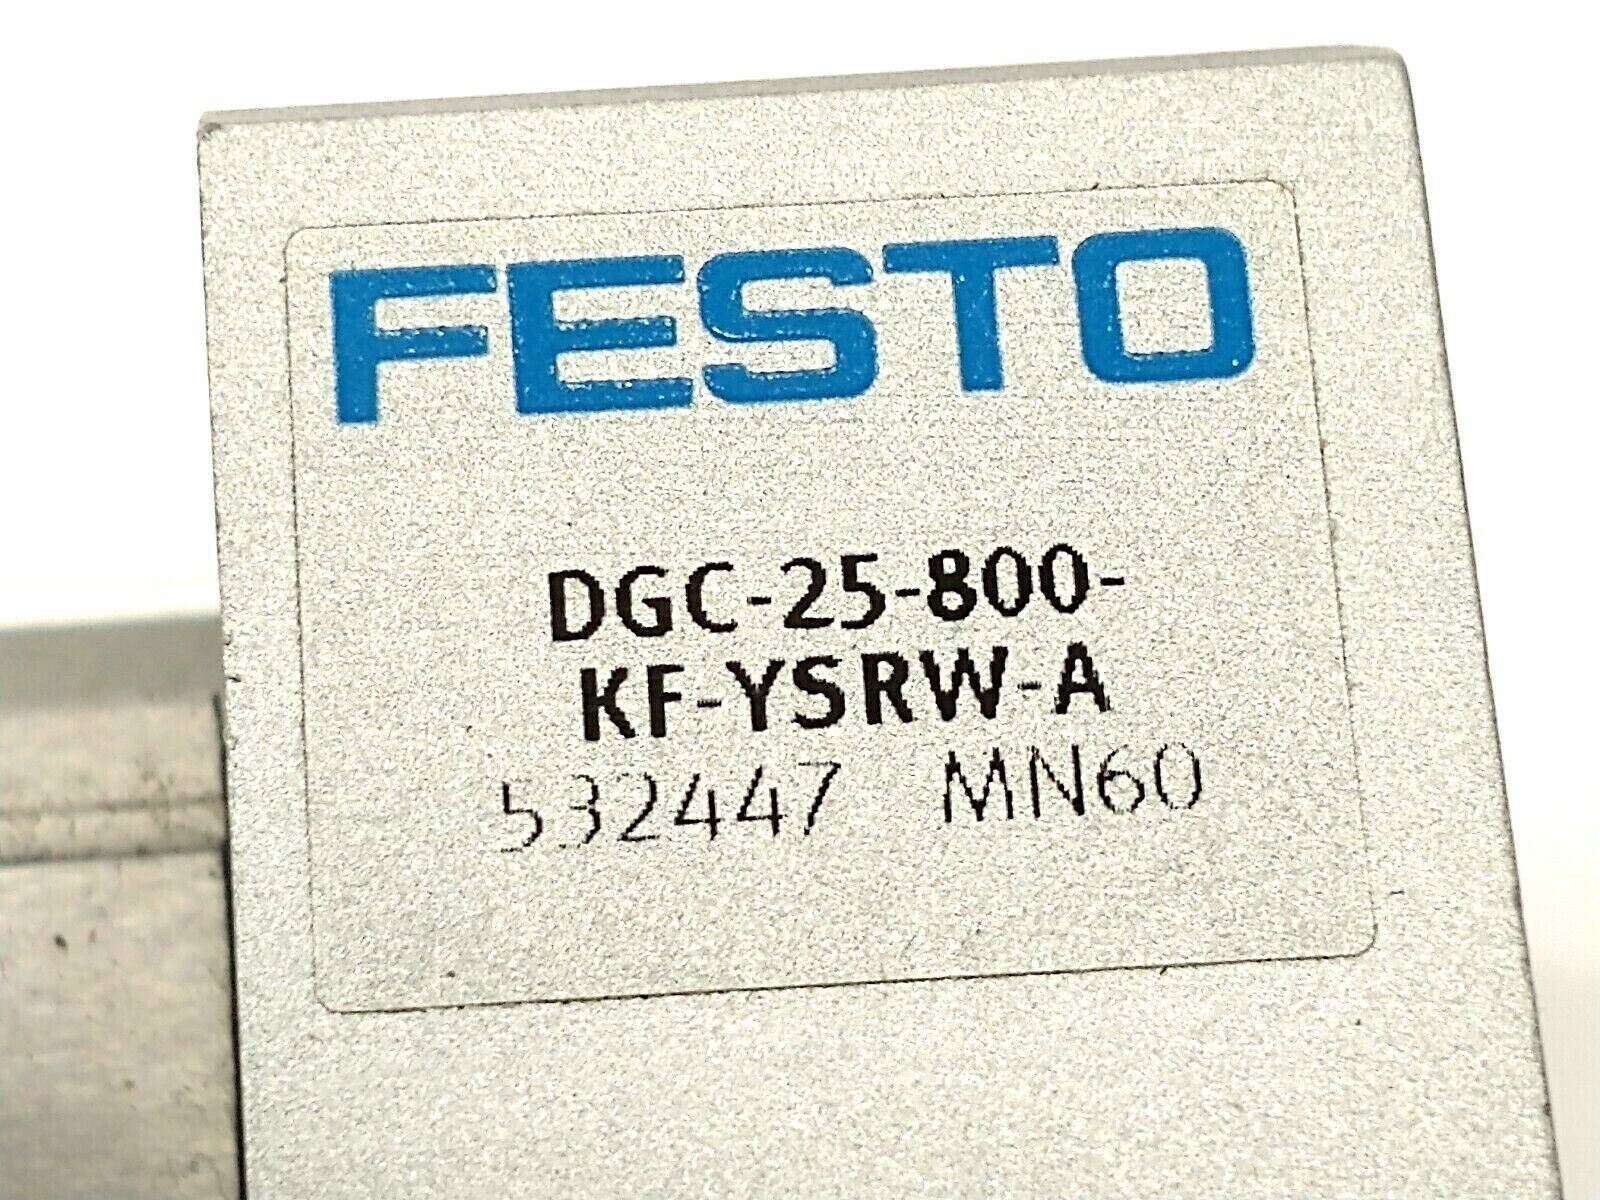 FESTO
DGC-25-800-
KF-YSRW-A
532447 MN60